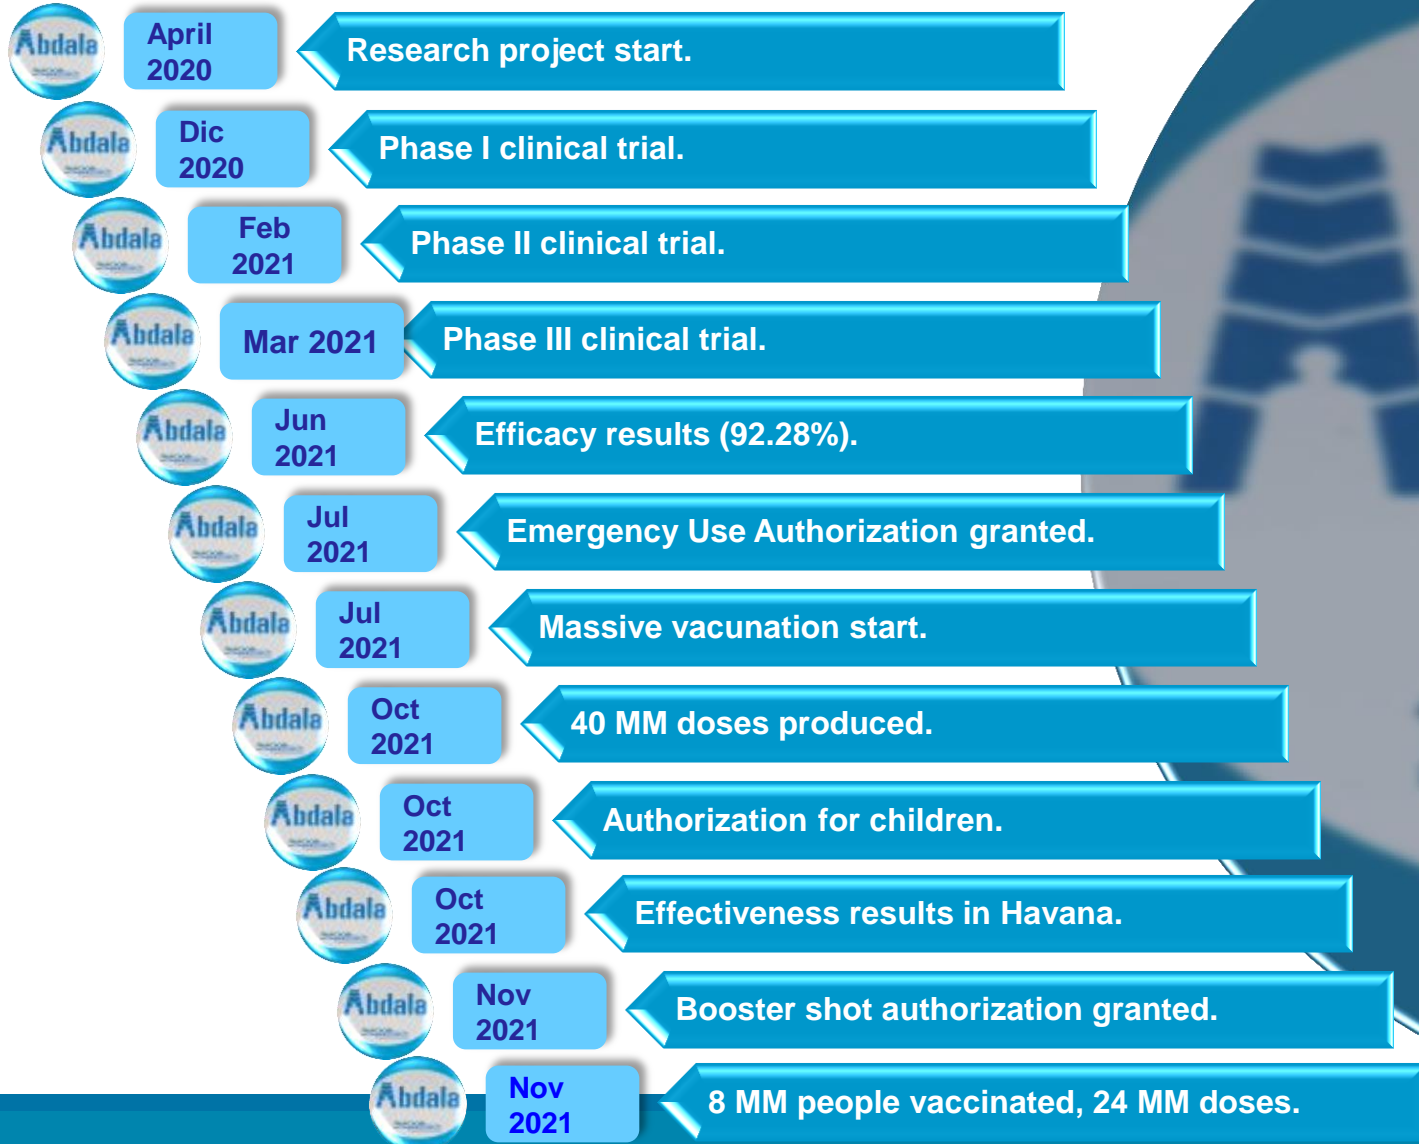 Abdala
April
2020
Research project start.
Abdala
Dic
2020
Phase I clinical trial.
Abdala
Feb
2021
Phase II clinical trial.
Abdala
Mar 2021
Phase III clinical trial.
Abdala
Jun
2021
Efficacy results (92.28%).
Abdala
Jul
2021
Emergency Use Authorization granted.
Abdala
Jul
2021
Massive vacunation start.
Abdala
Oct
2021
40 MM doses produced.
Abdala
Oct
2021
Authorization for children.
Abdala
Oct
2021
Effectiveness results in Havana.
Abdala
Nov
2021
Booster shot authorization granted.
Abdala
Nov
2021
8 MM people vaccinated, 24 MM doses.